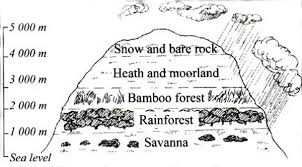 5 000 m
Snow and bare rock
4 000 m
Heath and moorland
3 000 m
Bamboo forest
2 000 m
Rainforest
1 000 m
Savanna
Sea level